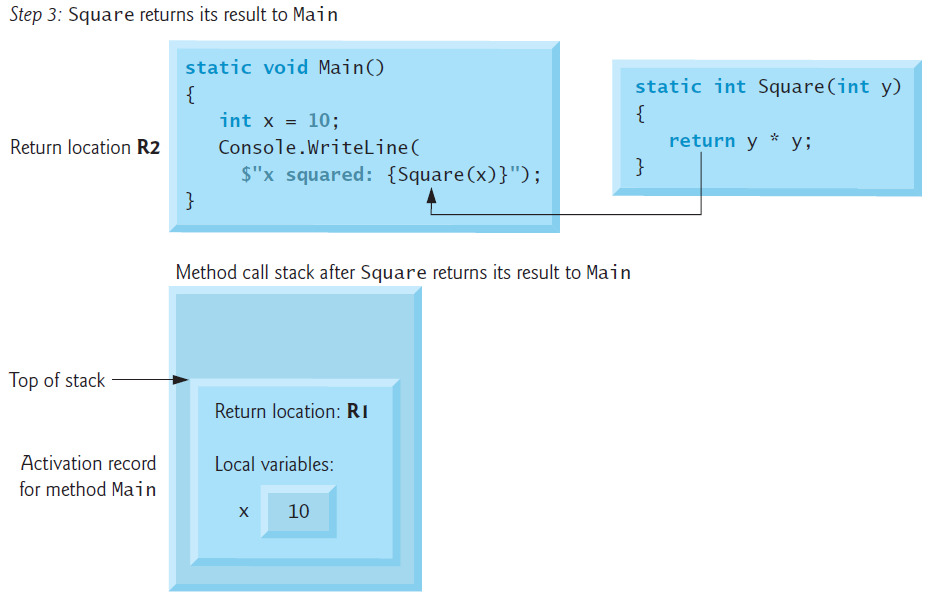 Step 3: Square returns its result to Main
static void Main()
{
int x = 10;
Return location R2
Console.WriteLine(
$"x squared: {Square(x)}");
}
static int Square(int y)
{
return y * y;
}
Method call stack after Square returns its result to Main
Top of stack
Return location: R1
Activation record
for method Main
Local variables:
x 10